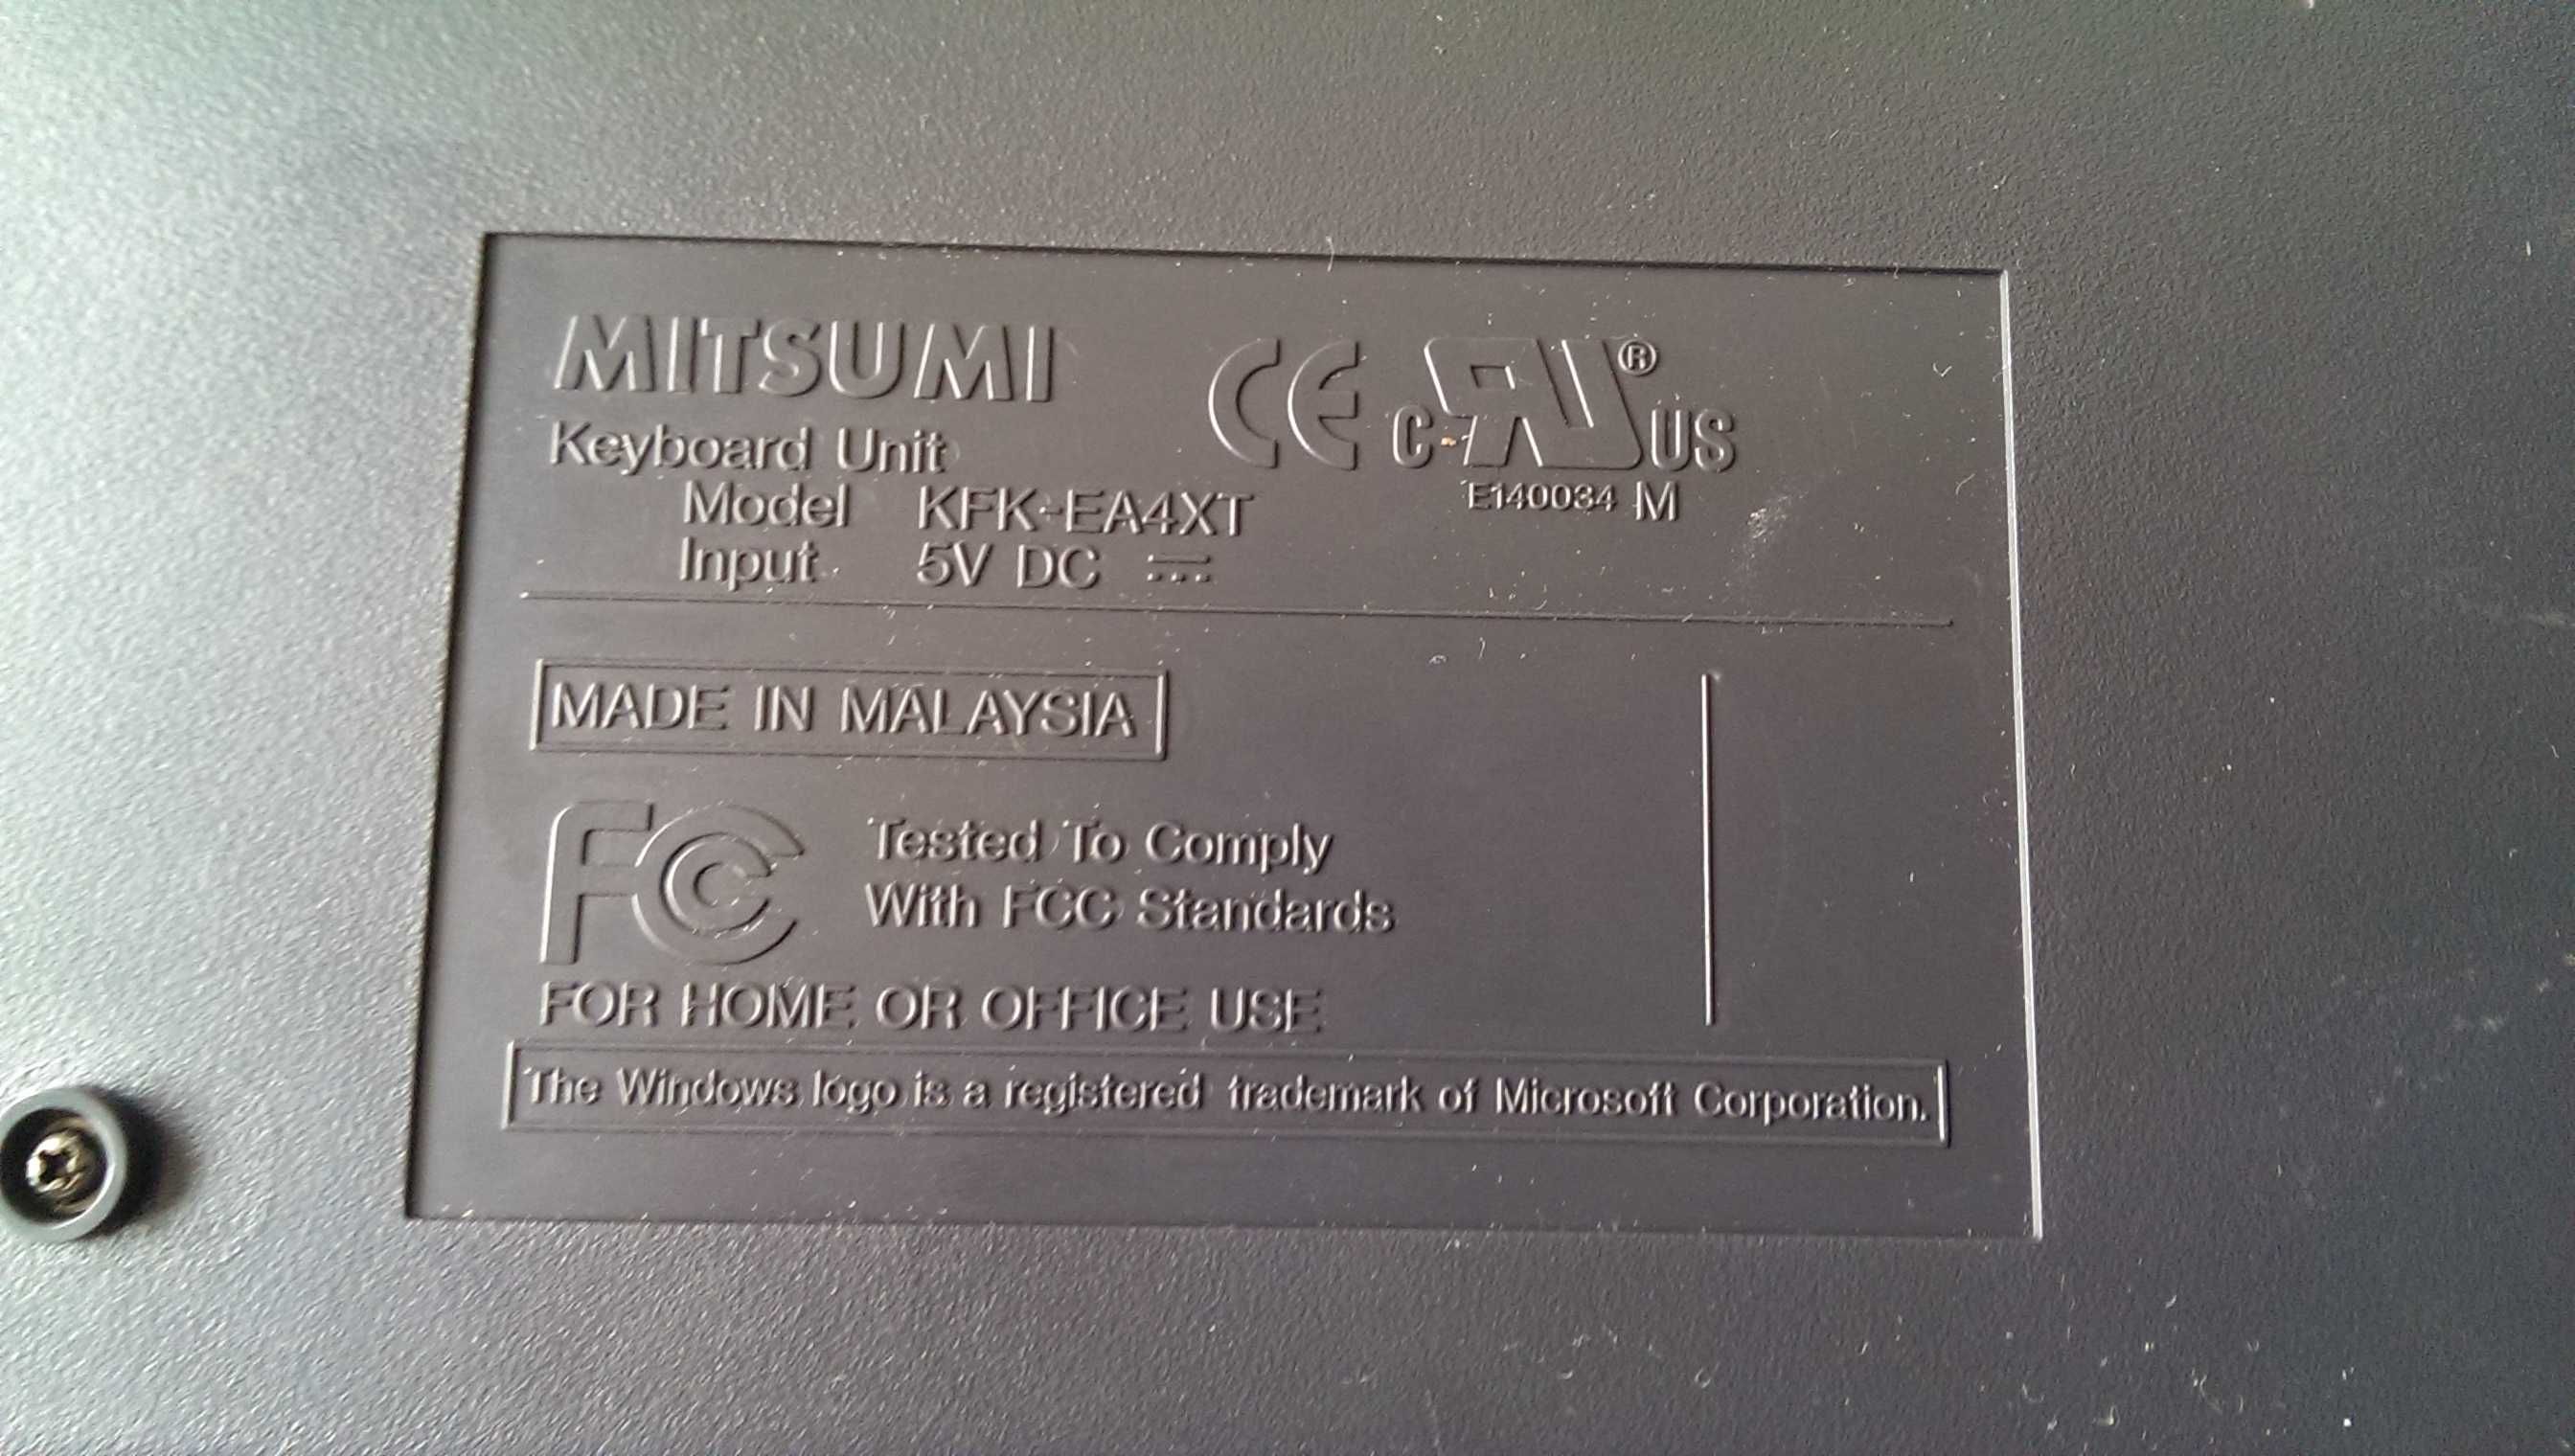 MITSUMI
CE C RU® US
Keyboard Unit
E140034 M
Model KFK-EA4XT
Input 5V DC
MADE IN MALAYSIA
FC Tested To Comply
With FCC Standards
FOR HOME OR OFFICE USE
The Windows logo is a registered trademark of Microsoft Corporation.